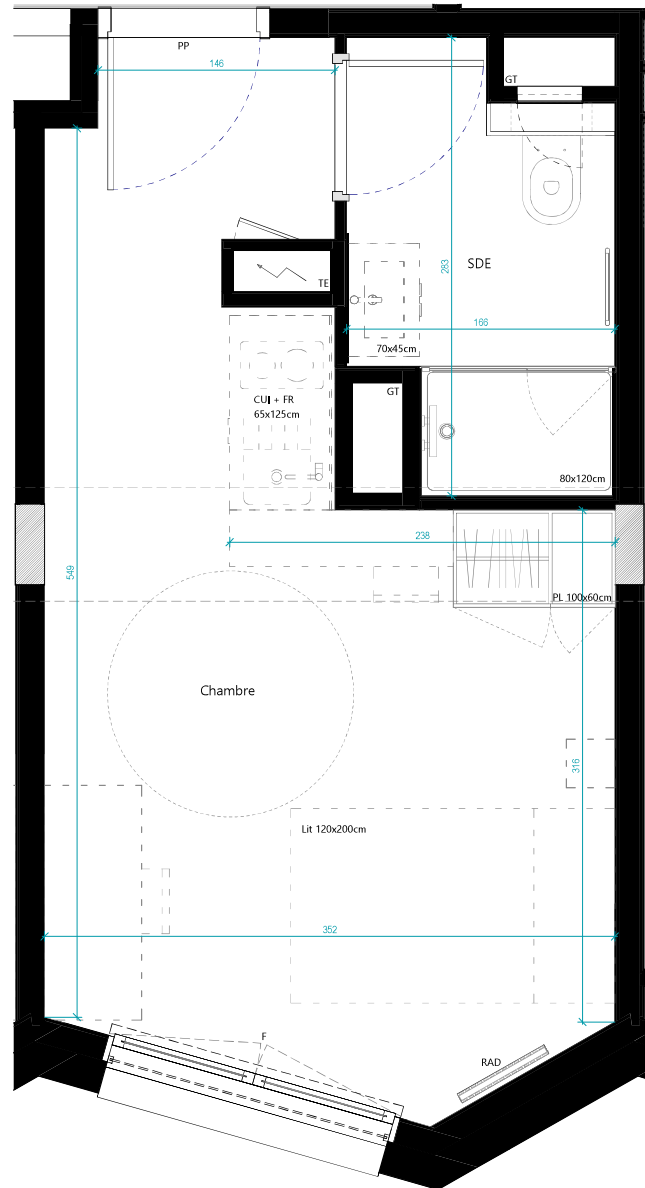 PP
146
GT
SDE
283
TE
166
70x45cm
CUI + FR
65x125cm
GT
80x120cm
238
549
PL 100x60cm
Chambre
316
Lit 120x200cm
352
F
RAD